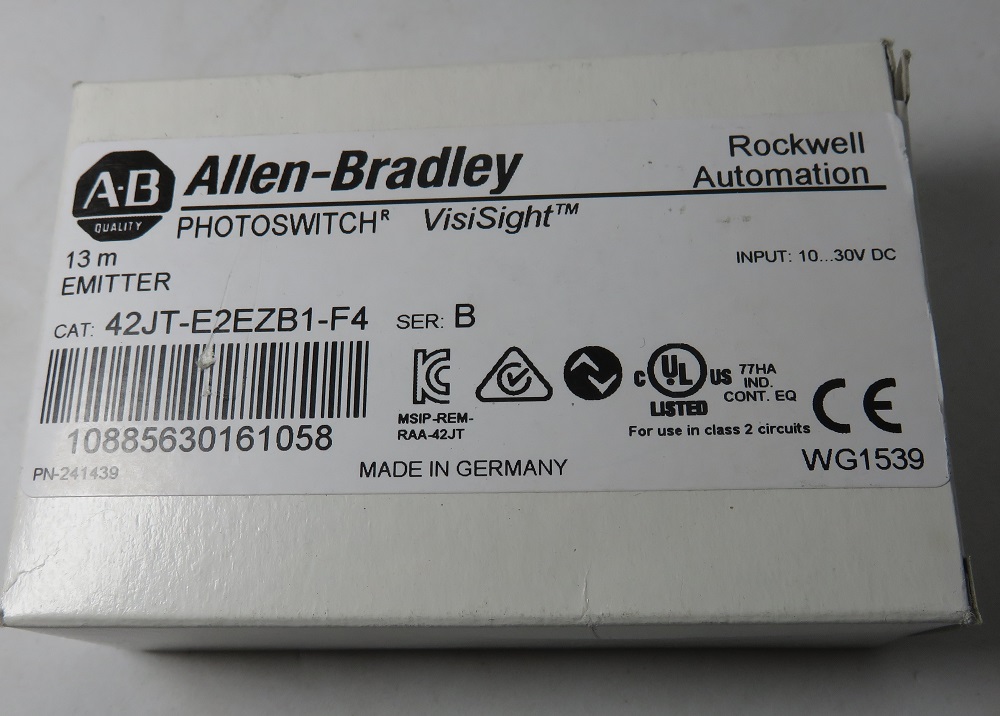 A-B
QUALITY
Allen-Bradley
Rockwell
Automation
PHOTOSWITCHᴿ VisiSight™
13 m
EMITTER
INPUT: 10...30V DC
CAT: 42JT-E2EZB1-F4 SER: B
10885630161058
PN-241439
MSIP-REM-
RAA-42JT
C UL US
LISTED
77HA
IND.
CONT. EQ
For use in class 2 circuits
CE
MADE IN GERMANY
WG1539